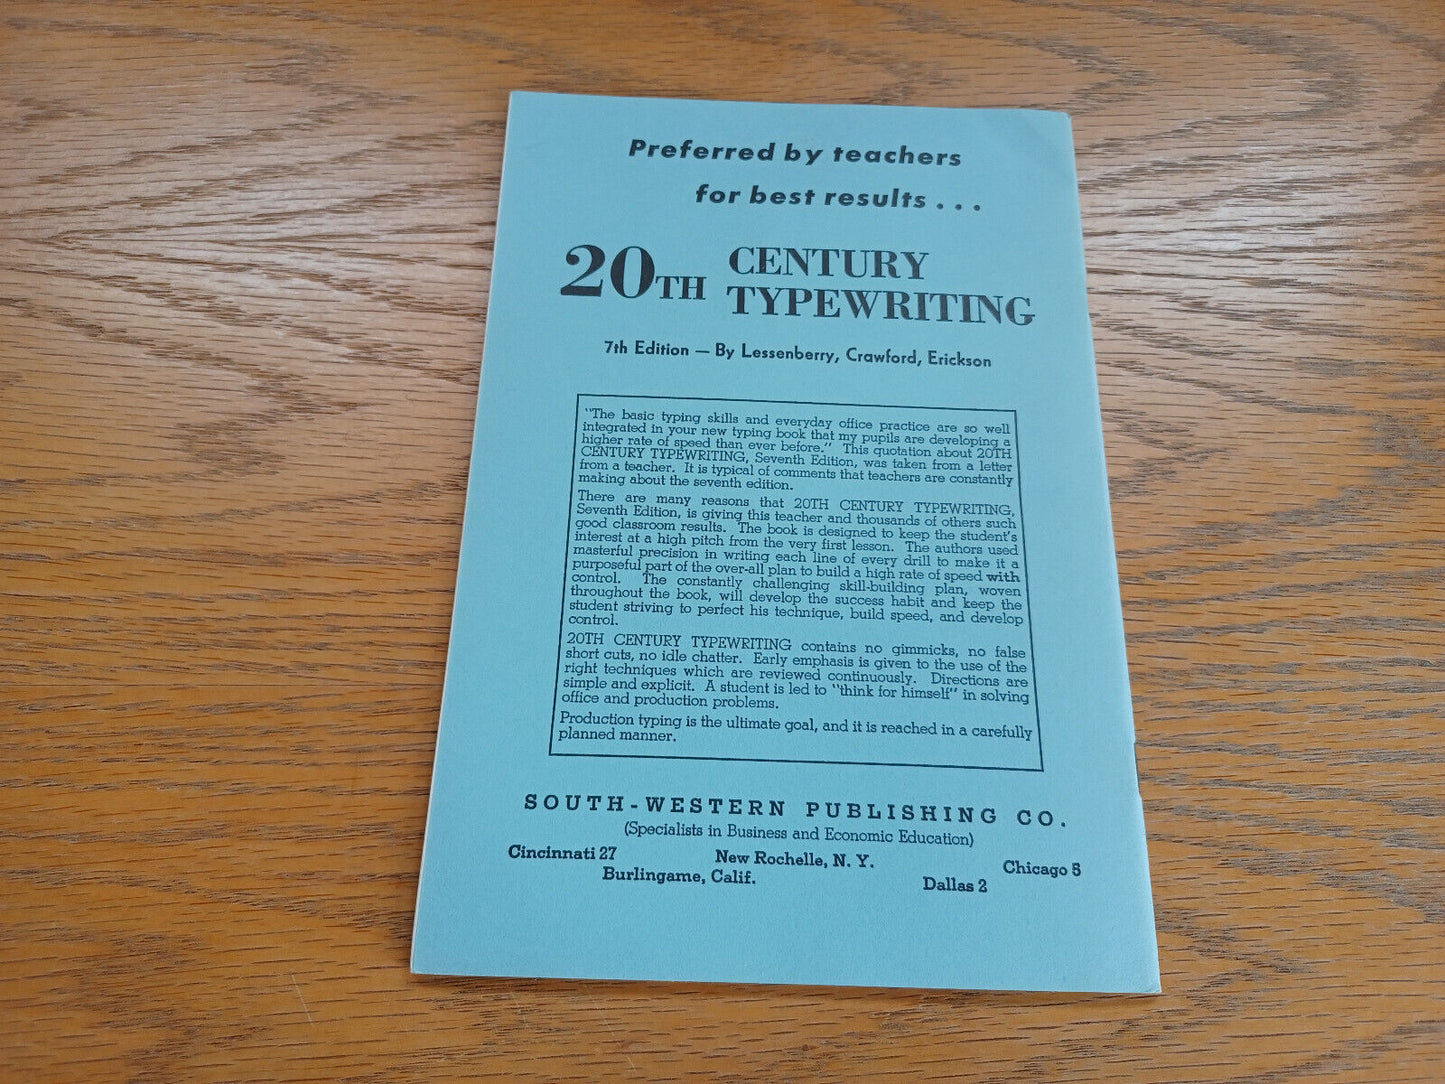 Preferred by teachers
for best results . . .
20TH CENTURY
TYPEWRITING
7th Edition — By Lessenberry, Crawford, Erickson
"The basic typing skills and everyday office practice are so well
integrated in your new typing book that my pupils are developing a
higher rate of speed than ever before." This quotation about 20TH
CENTURY TYPEWRITING, Seventh Edition, was taken from a letter
from a teacher. It is typical of comments that teachers are constantly
making about the seventh edition.
There are many reasons that 20TH CENTURY TYPEWRITING,
Seventh Edition, is giving this teacher and thousands of others such
good classroom results. The book is designed to keep the student's
interest at a high pitch from the very first lesson. The authors used
masterful precision in writing each line of every drill to make it a
purposeful part of the over-all plan to build a high rate of speed with
control. The constantly challenging skill-building plan, woven
throughout the book, will develop the success habit and keep the
student striving to perfect his technique, build speed, and develop
control.
20TH CENTURY TYPEWRITING contains no gimmicks, no false
short cuts, no idle chatter. Early emphasis is given to the use of the
right techniques which are reviewed continuously. Directions are
simple and explicit. A student is led to "think for himself" in solving
office and production problems.
Production typing is the ultimate goal, and it is reached in a carefully
planned manner.
SOUTH-WESTERN PUBLISHING CO.
(Specialists in Business and Economic Education)
Cincinnati 27 New Rochelle, N. Y. Chicago 5
Burlingame, Calif. Dallas 2